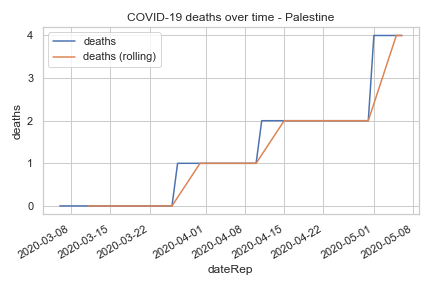 COVID-19 deaths over time - Palestine
deaths
deaths (rolling)
4
3
2
1
0
deaths
2020-03-08
2020-03-15
2020-03-22
2020-04-01
2020-04-08
2020-04-15
2020-04-22
2020-05-01
2020-05-08
dateRep